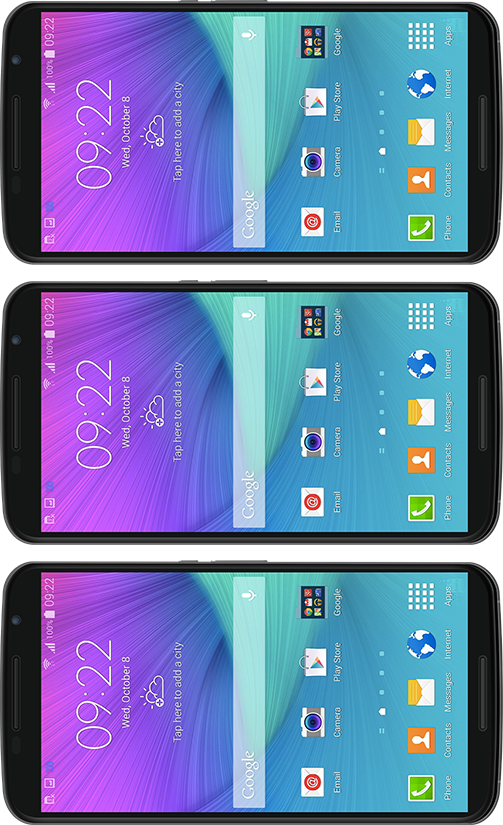 100% 09:22
09:22
Wed, October 8
Tap here to add a city
Google
Email
Camera
Play Store
Google
Phone
Contacts
Messages
Internet
Apps
100% 09:22
09:22
Wed, October 8
Tap here to add a city
Google
Email
Camera
Play Store
Google
Phone
Contacts
Messages
Internet
Apps
100% 09:22
09:22
Wed, October 8
Tap here to add a city
Google
Email
Camera
Play Store
Google
Phone
Contacts
Messages
Internet
Apps